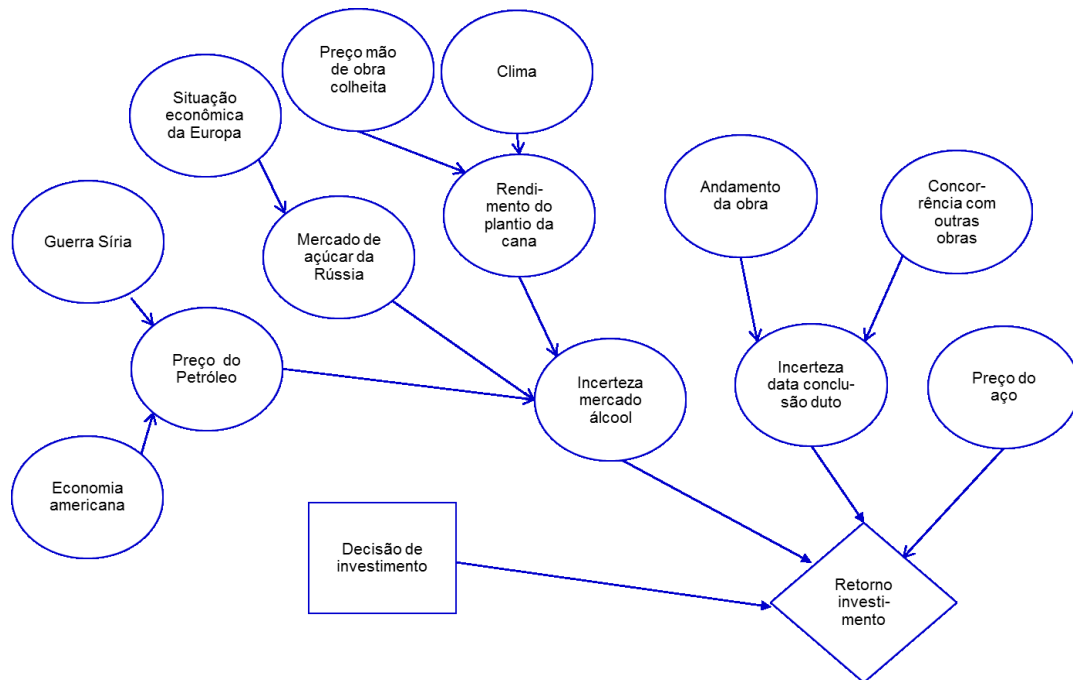 Preço mão
de obra
colheita
Clima
Situação
econômica
da Europa
Rendi-
mento do
plantio da
cana
Andamento
da obra
Concor-
rência com
outras
obras
Guerra Síria
Mercado de
açúcar da
Rússia
Preço do
Petróleo
Incerteza
mercado
álcool
Incerteza
data conclu-
são duto
Preço do
aço
Economia
americana
Decisão de
investimento
Retorno
investi-
mento